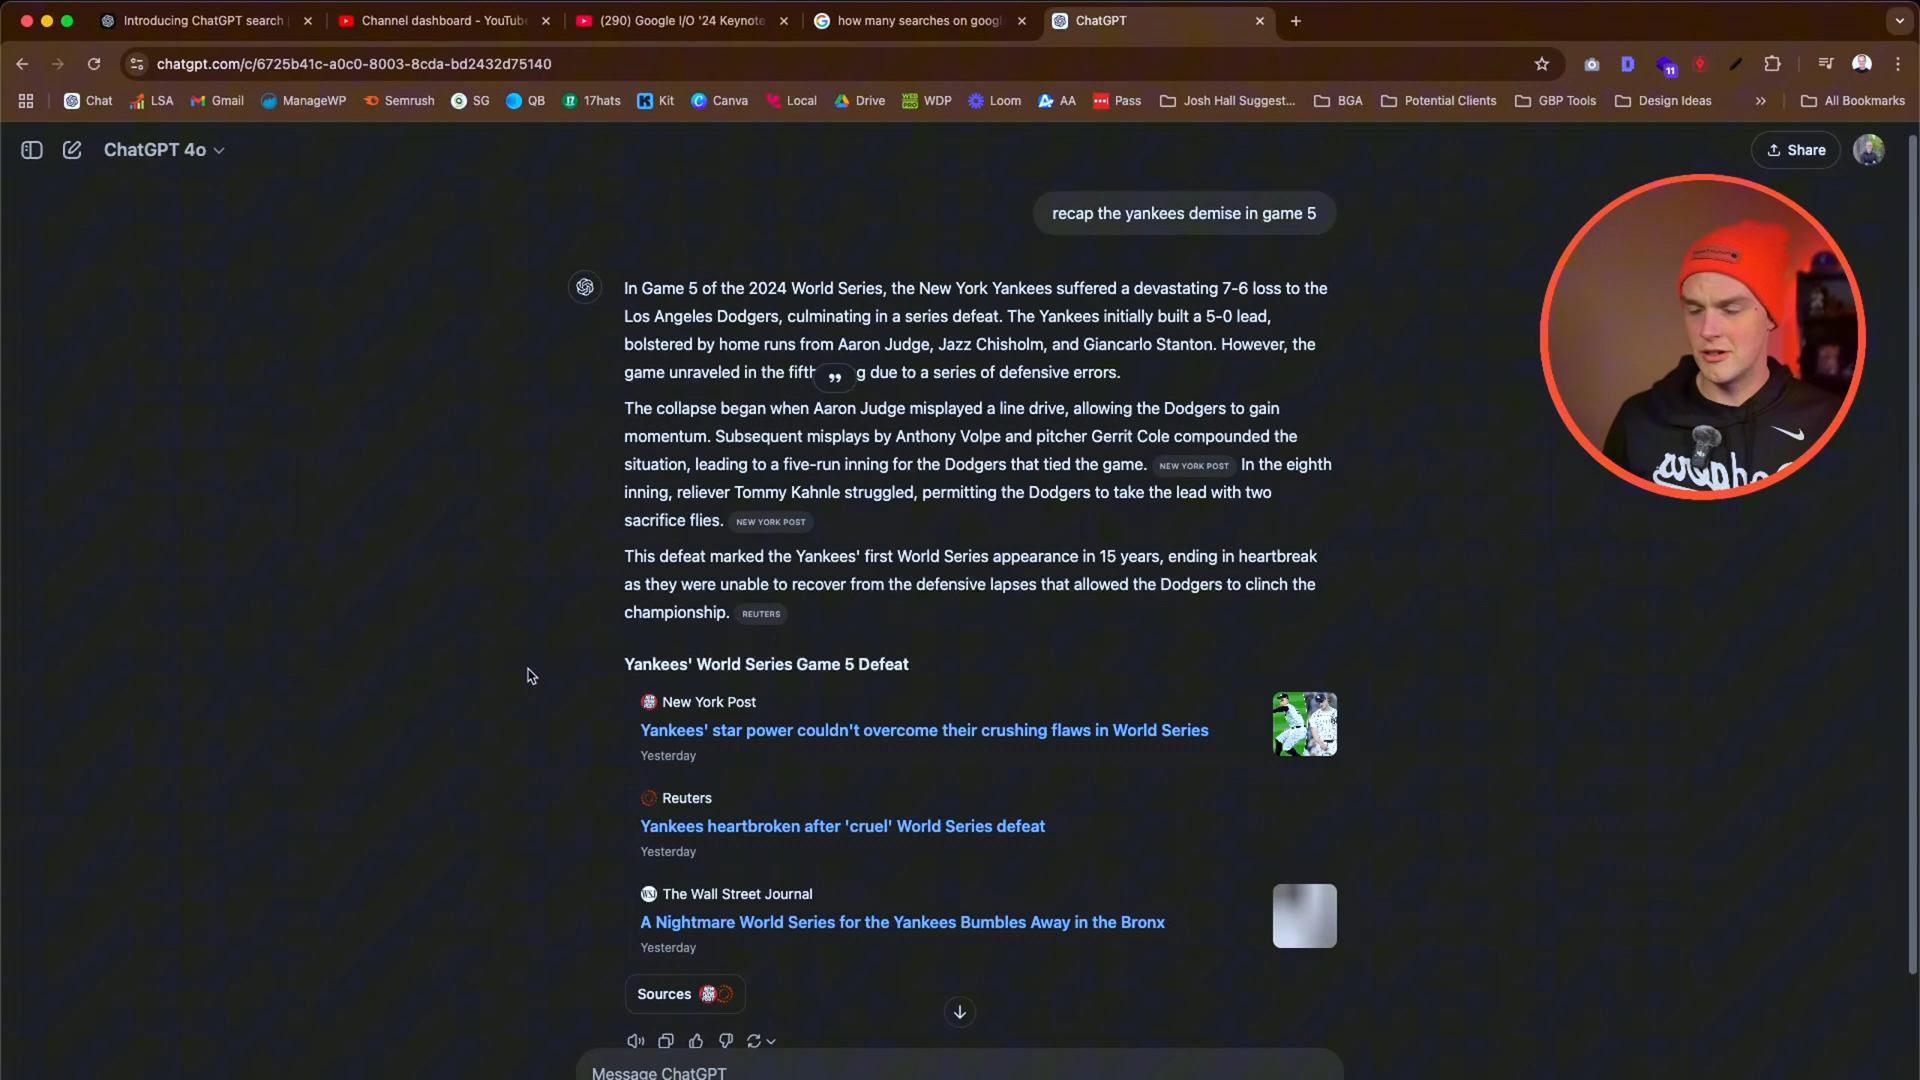 Introducing ChatGPT search
Channel dashboard - YouTube
(290) Google I/O '24 Keynote
how many searches on googl
ChatGPT
chatgpt.com/c/6725b41c-a0c0-8003-8cda-bd2432d75140
11
Chat
LSA
Gmail
ManageWP
Semrush
SG
QB
17hats
Kit
Canva
Local
Drive
WDP
Loom
AA
Pass
Josh Hall Suggest...
BGA
Potential Clients
GBP Tools
Design Ideas
All Bookmarks
ChatGPT 4o
Share
recap the yankees demise in game 5
In Game 5 of the 2024 World Series, the New York Yankees suffered a devastating 7-6 loss to the
Los Angeles Dodgers, culminating in a series defeat. The Yankees initially built a 5-0 lead,
bolstered by home runs from Aaron Judge, Jazz Chisholm, and Giancarlo Stanton. However, the
game unraveled in the fifth g due to a series of defensive errors.
The collapse began when Aaron Judge misplayed a line drive, allowing the Dodgers to gain
momentum. Subsequent misplays by Anthony Volpe and pitcher Gerrit Cole compounded the
situation, leading to a five-run inning for the Dodgers that tied the game. NEW YORK POST In the eighth
inning, reliever Tommy Kahnle struggled, permitting the Dodgers to take the lead with two
sacrifice flies. NEW YORK POST
This defeat marked the Yankees' first World Series appearance in 15 years, ending in heartbreak
as they were unable to recover from the defensive lapses that allowed the Dodgers to clinch the
championship. REUTERS
Yankees' World Series Game 5 Defeat
New York Post
Yankees' star power couldn't overcome their crushing flaws in World Series
Yesterday
Reuters
Yankees heartbroken after 'cruel' World Series defeat
Yesterday
WSJ The Wall Street Journal
A Nightmare World Series for the Yankees Bumbles Away in the Bronx
Yesterday
Sources
Message ChatGPT